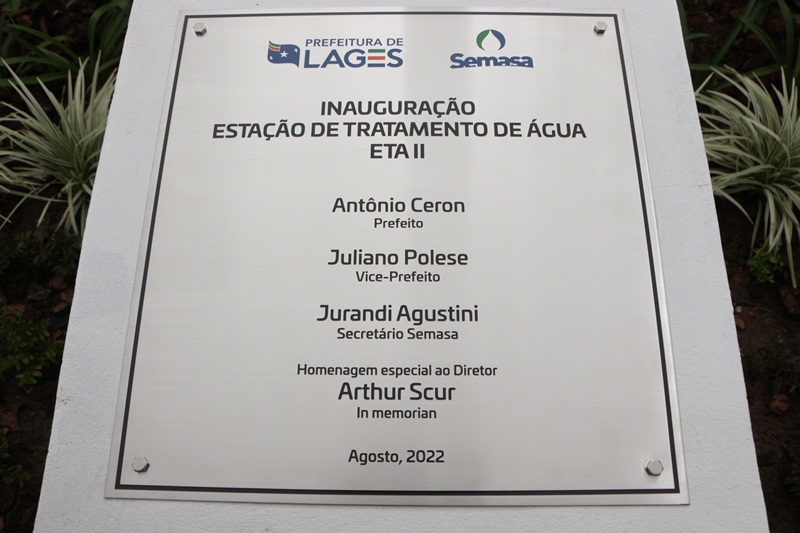 PREFEITURA DE
LAGES
Semasa
INAUGURAÇÃO
ESTAÇÃO DE TRATAMENTO DE ÁGUA
ETA II
Antônio Ceron
Prefeito
Juliano Polese
Vice-Prefeito
Jurandi Agustini
Secretário Semasa
Homenagem especial ao Diretor
Arthur Scur
In memorian
Agosto, 2022